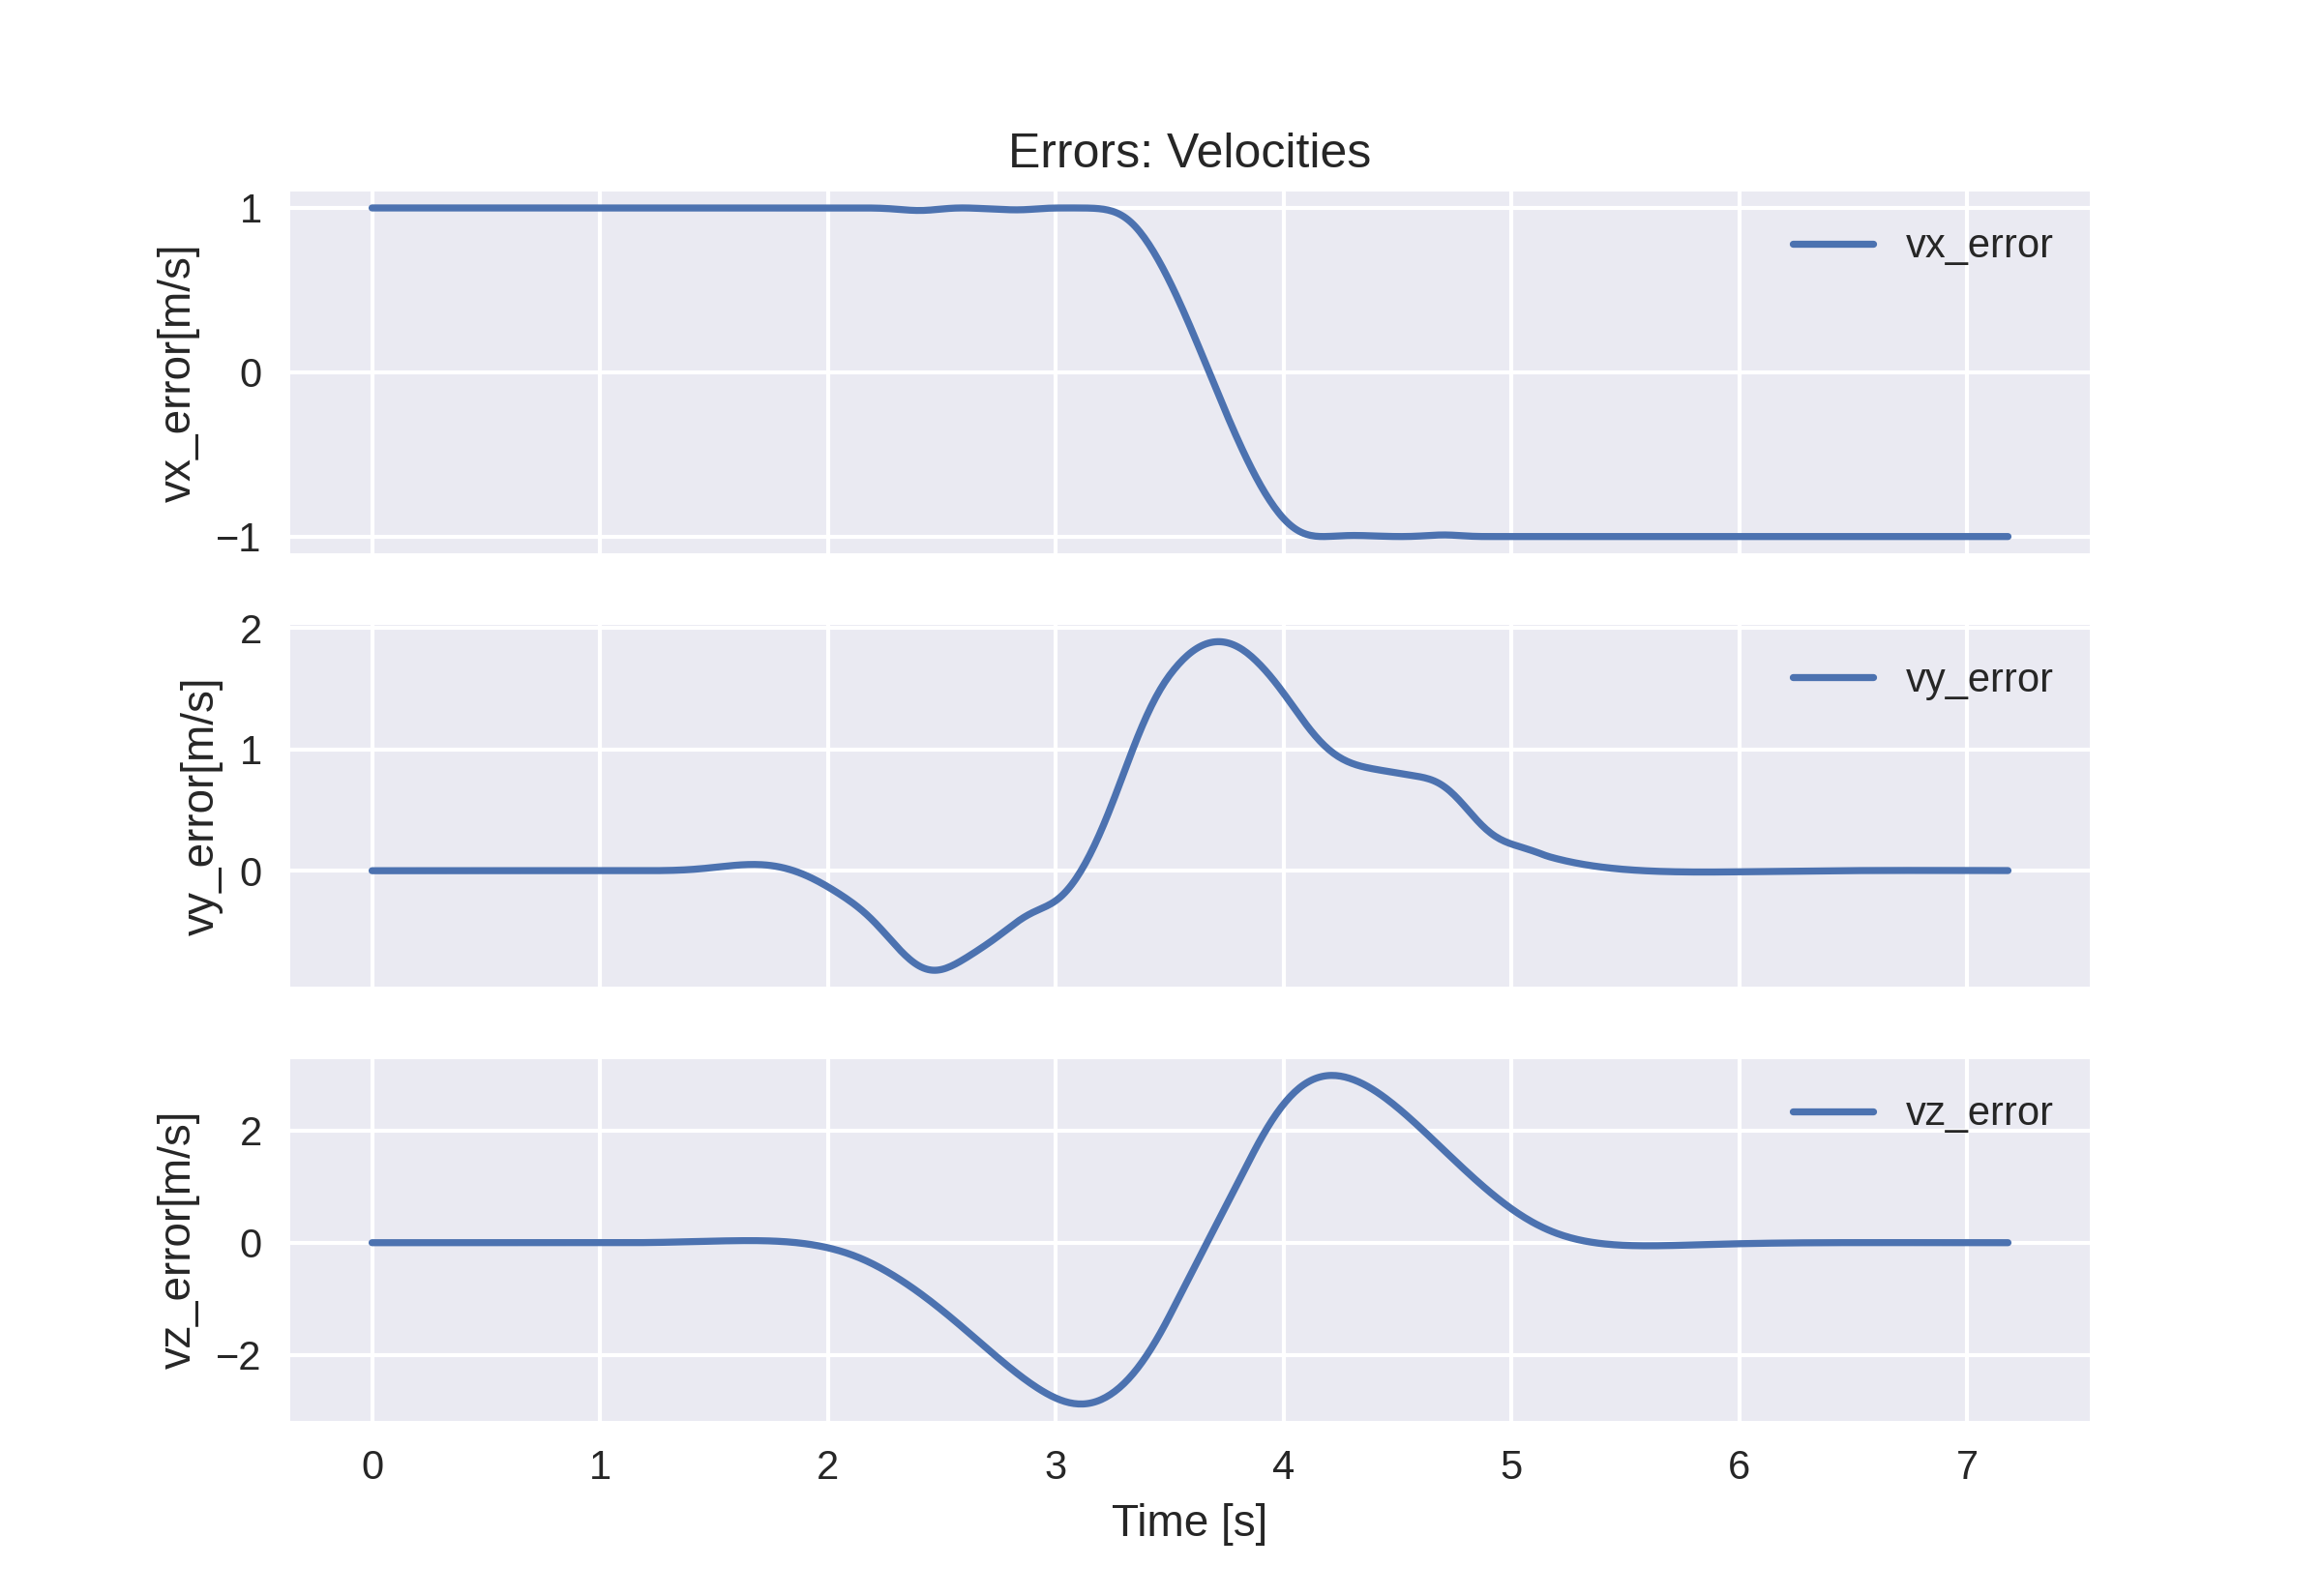 Errors: Velocities
1
0
−1
vx_error[m/s]
vx_error
2
1
0
vy_error[m/s]
vy_error
2
0
−2
vz_error[m/s]
vz_error
0 1 2 3 4 5 6 7
Time [s]